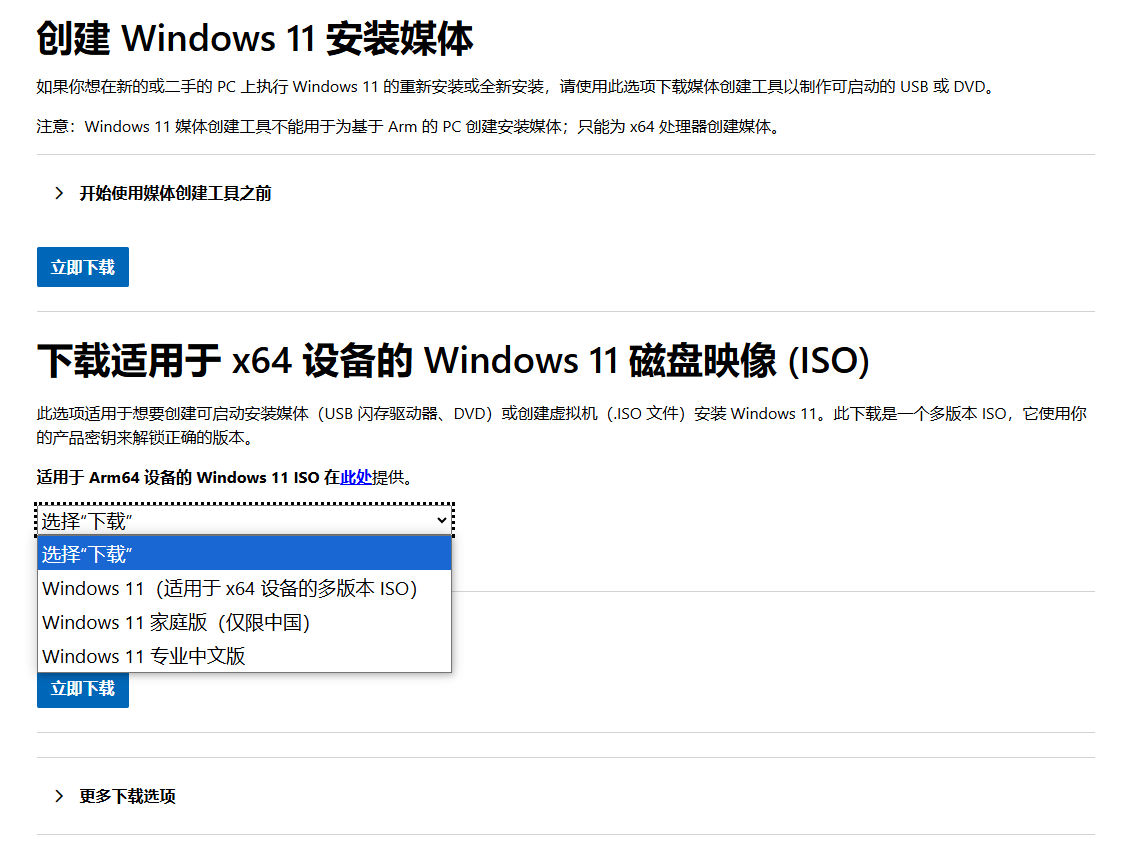 创建 Windows 11 安装媒体
如果你想在新的或二手的 PC 上执行 Windows 11 的重新安装或全新安装，请使用此选项下载媒体创建工具以制作可启动的 USB 或 DVD。
注意：Windows 11 媒体创建工具不能用于为基于 Arm 的 PC 创建安装媒体；只能为 x64 处理器创建媒体。
开始使用媒体创建工具之前
立即下载
下载适用于 x64 设备的 Windows 11 磁盘映像 (ISO)
此选项适用于想要创建可启动安装媒体（USB 闪存驱动器、DVD）或创建虚拟机（.ISO 文件）安装 Windows 11。此下载是一个多版本 ISO，它使用你
的产品密钥来解锁正确的版本。
适用于 Arm64 设备的 Windows 11 ISO 在此处提供。
选择“下载”
选择“下载”
Windows 11（适用于 x64 设备的多版本 ISO）
Windows 11 家庭版（仅限中国）
Windows 11 专业中文版
立即下载
更多下载选项